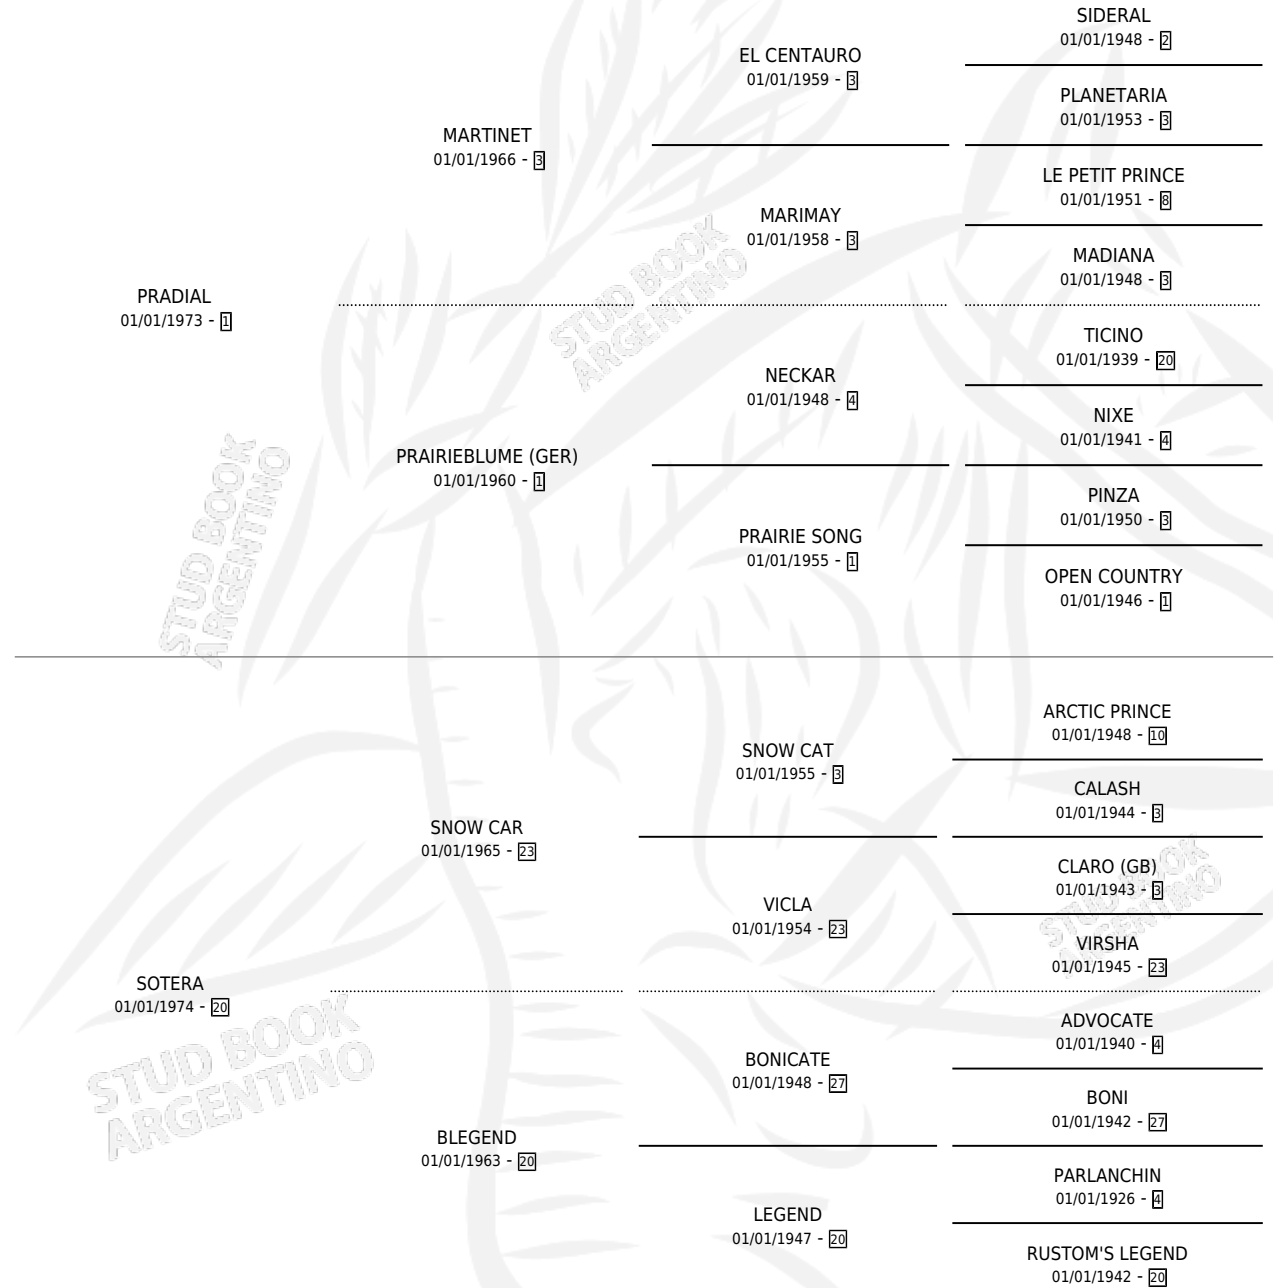 SIDERAL
01/01/1948 - 2
EL CENTAURO
01/01/1959 - 3
PLANETARIA
01/01/1953 - 3
MARTINET
01/01/1966 - 3
LE PETIT PRINCE
01/01/1951 - 8
MARIMAY
01/01/1958 - 3
MADIANA
01/01/1948 - 3
PRADIAL
01/01/1973 - 1
TICINO
01/01/1939 - 20
NECKAR
01/01/1948 - 4
NIXE
01/01/1941 - 4
PRAIRIEBLUME (GER)
01/01/1960 - 1
PINZA
01/01/1950 - 3
PRAIRIE SONG
01/01/1955 - 1
OPEN COUNTRY
01/01/1946 - 1
ARCTIC PRINCE
01/01/1948 - 10
SNOW CAT
01/01/1955 - 3
CALASH
01/01/1944 - 3
SNOW CAR
01/01/1965 - 23
CLARO (GB)
01/01/1943 - 3
VICLA
01/01/1954 - 23
VIRSHA
01/01/1945 - 23
SOTERA
01/01/1974 - 20
ADVOCATE
01/01/1940 - 4
BONICATE
01/01/1948 - 27
BONI
01/01/1942 - 27
BLEGEND
01/01/1963 - 20
PARLANCHIN
01/01/1926 - 4
LEGEND
01/01/1947 - 20
RUSTOM'S LEGEND
01/01/1942 - 20
STUD BOOK
ARGENTINO
STUD BOOK
ARGENTINO
STUD BOOK
ARGENTINO
STUD BOOK
ARGENTINO